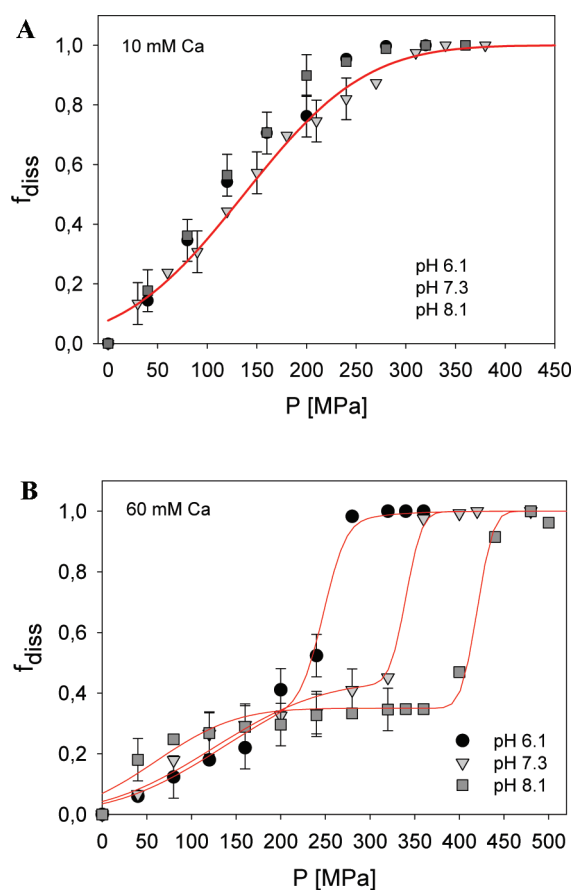 A
10 mM Ca
1,0
0,8
0,6
0,4
0,2
0,0
f_diss
pH 6.1
pH 7.3
pH 8.1
0 50 100 150 200 250 300 350 400 450
P [MPa]
B
60 mM Ca
1,0
0,8
0,6
0,4
0,2
0,0
f_diss
pH 6.1
pH 7.3
pH 8.1
0 50 100 150 200 250 300 350 400 450 500
P [MPa]